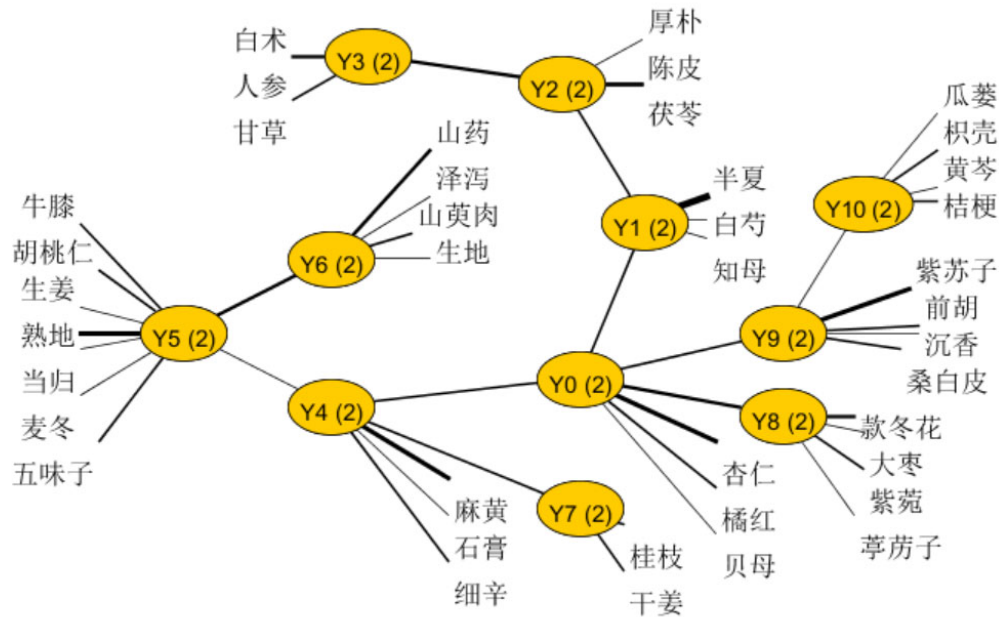 白术
人参
甘草
Y3 (2)
Y2 (2)
厚朴
陈皮
茯苓
山药
泽泻
山萸肉
生地
Y6 (2)
半夏
白芍
知母
Y1 (2)
瓜蒌
枳壳
黄芩
桔梗
Y10 (2)
牛膝
胡桃仁
生姜
熟地
当归
麦冬
五味子
Y5 (2)
紫苏子
前胡
沉香
桑白皮
Y9 (2)
Y4 (2)
Y0 (2)
Y8 (2)
款冬花
大枣
紫菀
葶苈子
麻黄
石膏
细辛
Y7 (2)
桂枝
干姜
杏仁
橘红
贝母